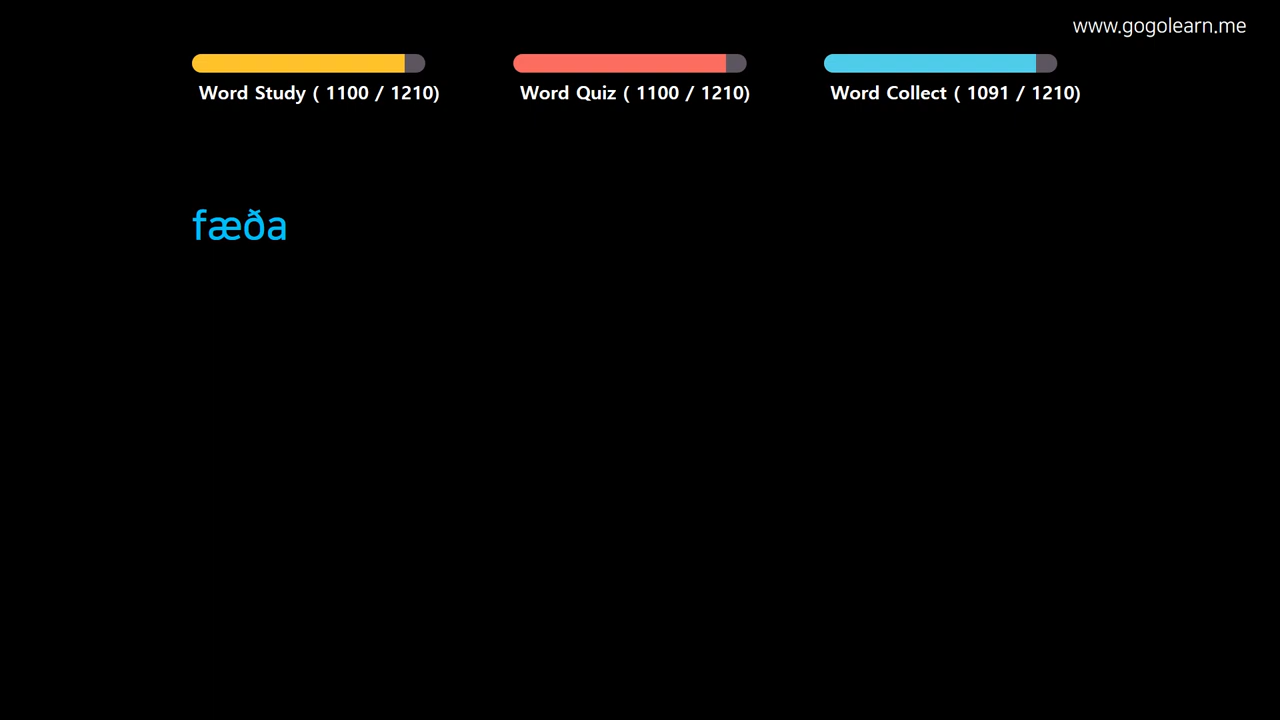 www.gogolearn.me
Word Study ( 1100 / 1210)
Word Quiz ( 1100 / 1210)
Word Collect ( 1091 / 1210)
fæða